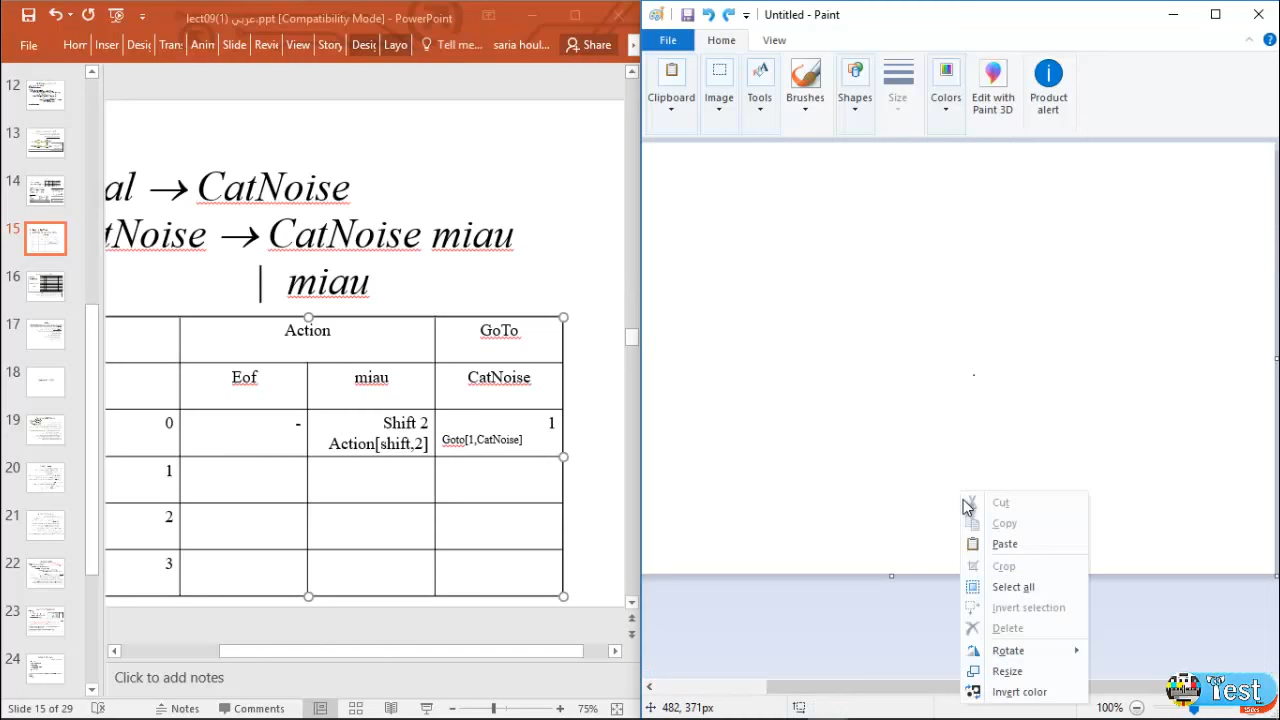 lect09(1) عربي.ppt [Compatibility Mode] - PowerPoint
File Hom Inser Desig Trans Anin Slide Revie View Story Desig Layo Tell me... saria houl... Share
12
13
14
15
16
17
18
19
20
21
22
23
24
al → CatNoise
tNoise → CatNoise miau
| miau
Action GoTo
Eof miau CatNoise
0 - Shift 2 1
Action[shift,2] Goto[1,CatNoise]
1
2
3
Click to add notes
Slide 15 of 29 Notes Comments 75%
Untitled - Paint
File Home View
Clipboard Image Tools Brushes Shapes Size Colors Edit with Paint 3D Product alert
Cut
Copy
Paste
Crop
Select all
Invert selection
Delete
Rotate
Resize
Invert color
482, 371px 100%
Test